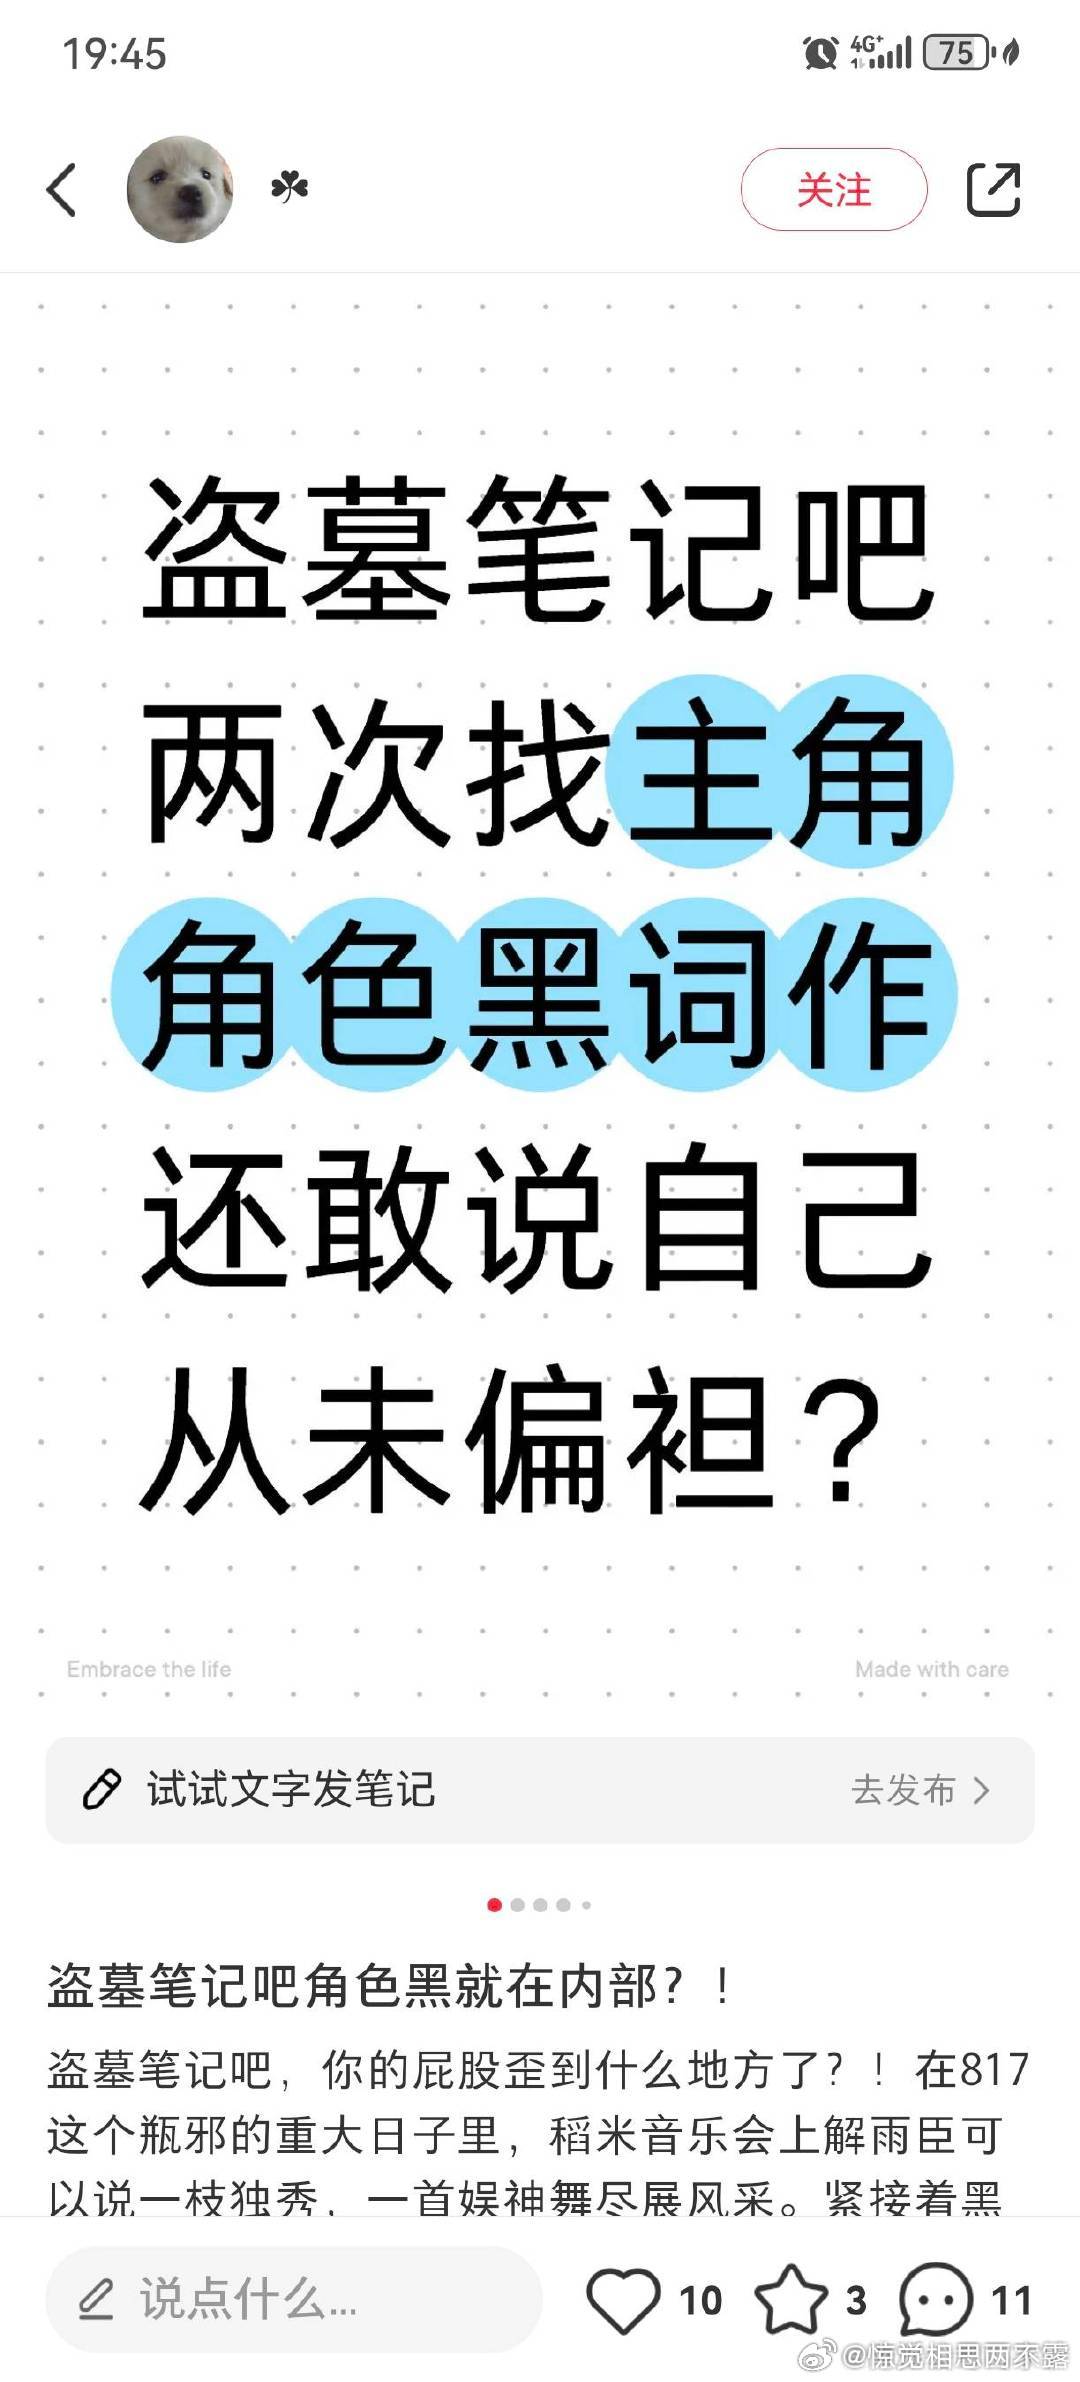 19:45
4G+
75
☘
关注
盗墓笔记吧
两次找主角
角色黑词作
还敢说自己
从未偏袒?
Embrace the life
Made with care
试试文字发笔记
去发布
盗墓笔记吧角色黑就在内部?!
盗墓笔记吧，你的屁股歪到什么地方了?!在817
这个瓶邪的重大日子里，稻米音乐会上解雨臣可
以说一枝独秀，一首娱神舞尽展风采。紧接着黑
说点什么...
10
3
11
@惊觉相思两不露